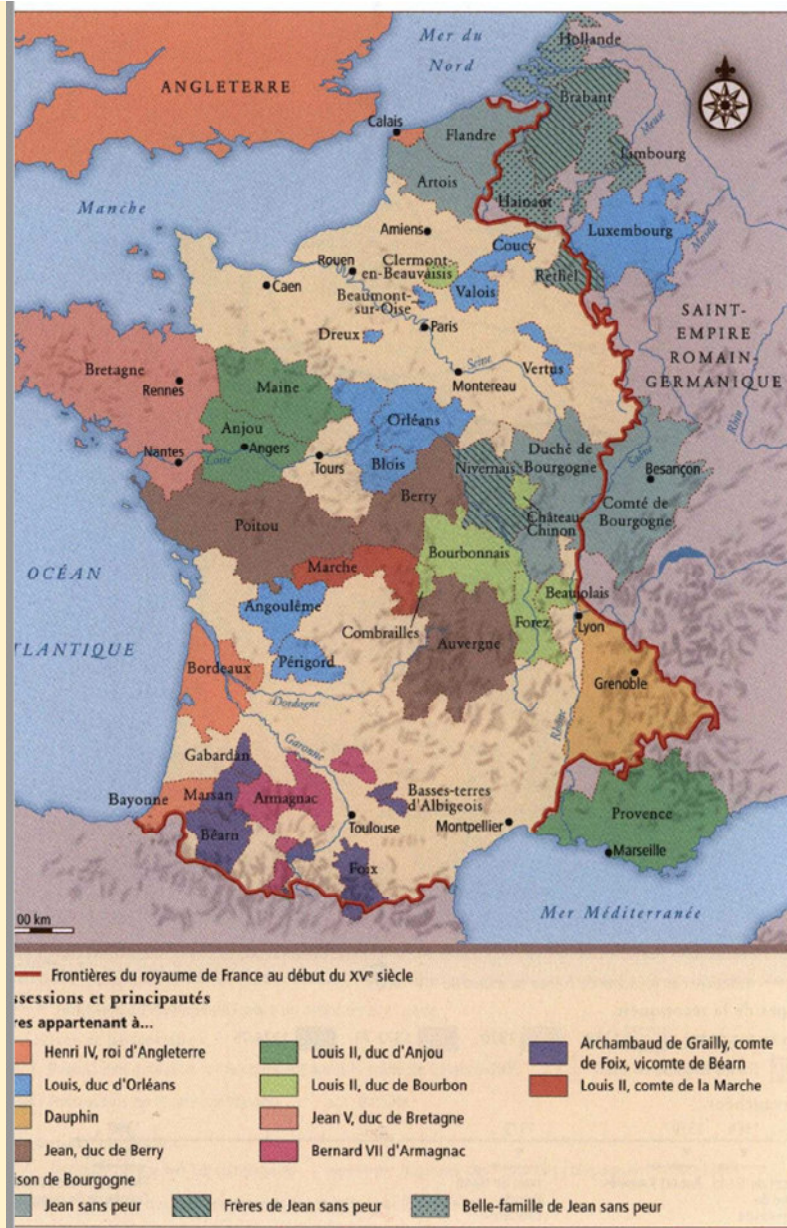 Mer du
Nord
Hollande
ANGLETERRE
Brabant
Meuse
Calais
Flandre
Limbourg
Artois
Hainaut
Manche
Amiens
Luxembourg
Moselle
Coucy
Rouen
Clermont-
en-Beauvaisis
Rethel
Caen
Beaumont-
sur-Oise
Valois
SAINT-
EMPIRE
ROMAIN-
GERMANIQUE
Dreux
Paris
Bretagne
Seine
Vertus
Rennes
Maine
Montereau
Rhin
Orléans
Anjou
Angers
Duché de
Bourgogne
Nantes
Loire
Tours
Blois
Nivernais
Saône
Besançon
Berry
Comté de
Bourgogne
Poitou
Château
Chinon
Bourbonnais
OCÉAN
Marche
Beaujolais
Angoulême
Combrailles
Forez
Lyon
TLANTIQUE
Auvergne
Périgord
Bordeaux
Grenoble
Dordogne
Rhône
Garonne
Gabardan
Basses-terres
d'Albigeois
Bayonne
Marsan
Armagnac
Provence
Béarn
Toulouse
Montpellier
Marseille
Foix
Mer Méditerranée
00 km
Frontières du royaume de France au début du XVe siècle
ssessions et principautés
res appartenant à...
Henri IV, roi d'Angleterre
Louis, duc d'Orléans
Dauphin
Jean, duc de Berry
Louis II, duc d'Anjou
Louis II, duc de Bourbon
Jean V, duc de Bretagne
Bernard VII d'Armagnac
Archambaud de Grailly, comte
de Foix, vicomte de Béarn
Louis II, comte de la Marche
ison de Bourgogne
Jean sans peur
Frères de Jean sans peur
Belle-famille de Jean sans peur